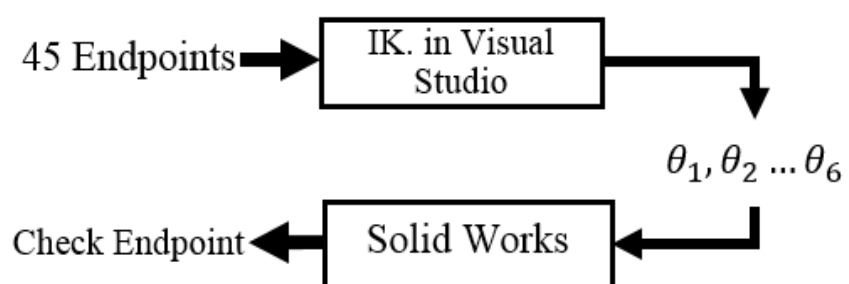 45 Endpoints
IK. in Visual
Studio
θ₁, θ₂ ... θ₆
Solid Works
Check Endpoint